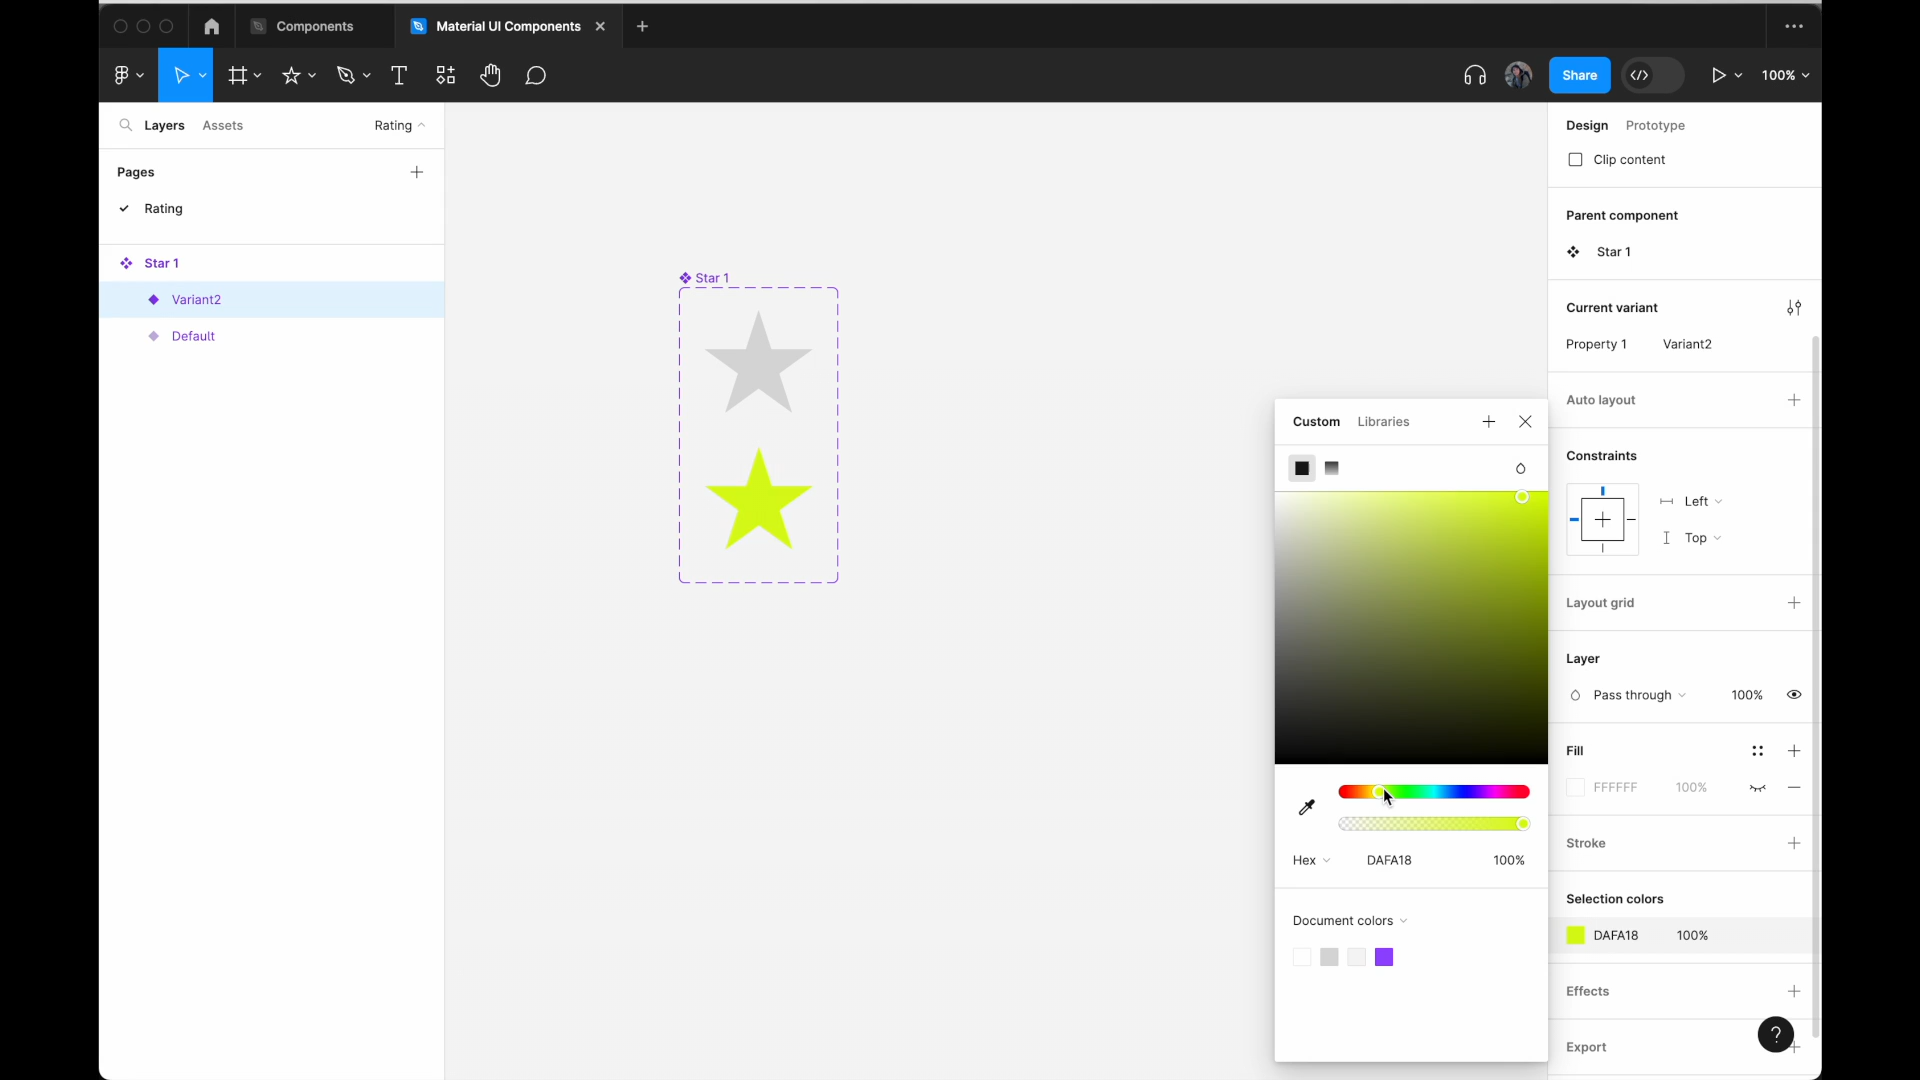 Components
Material UI Components
Share
100%
Layers
Assets
Rating
Pages
Rating
Star 1
Variant2
Default
Star 1
Custom
Libraries
Hex
DAFA18
100%
Document colors
Design
Prototype
Clip content
Parent component
Star 1
Current variant
Property 1
Variant2
Auto layout
Constraints
Left
Top
Layout grid
Layer
Pass through
100%
Fill
FFFFFF
100%
Stroke
Selection colors
DAFA18
100%
Effects
Export
?